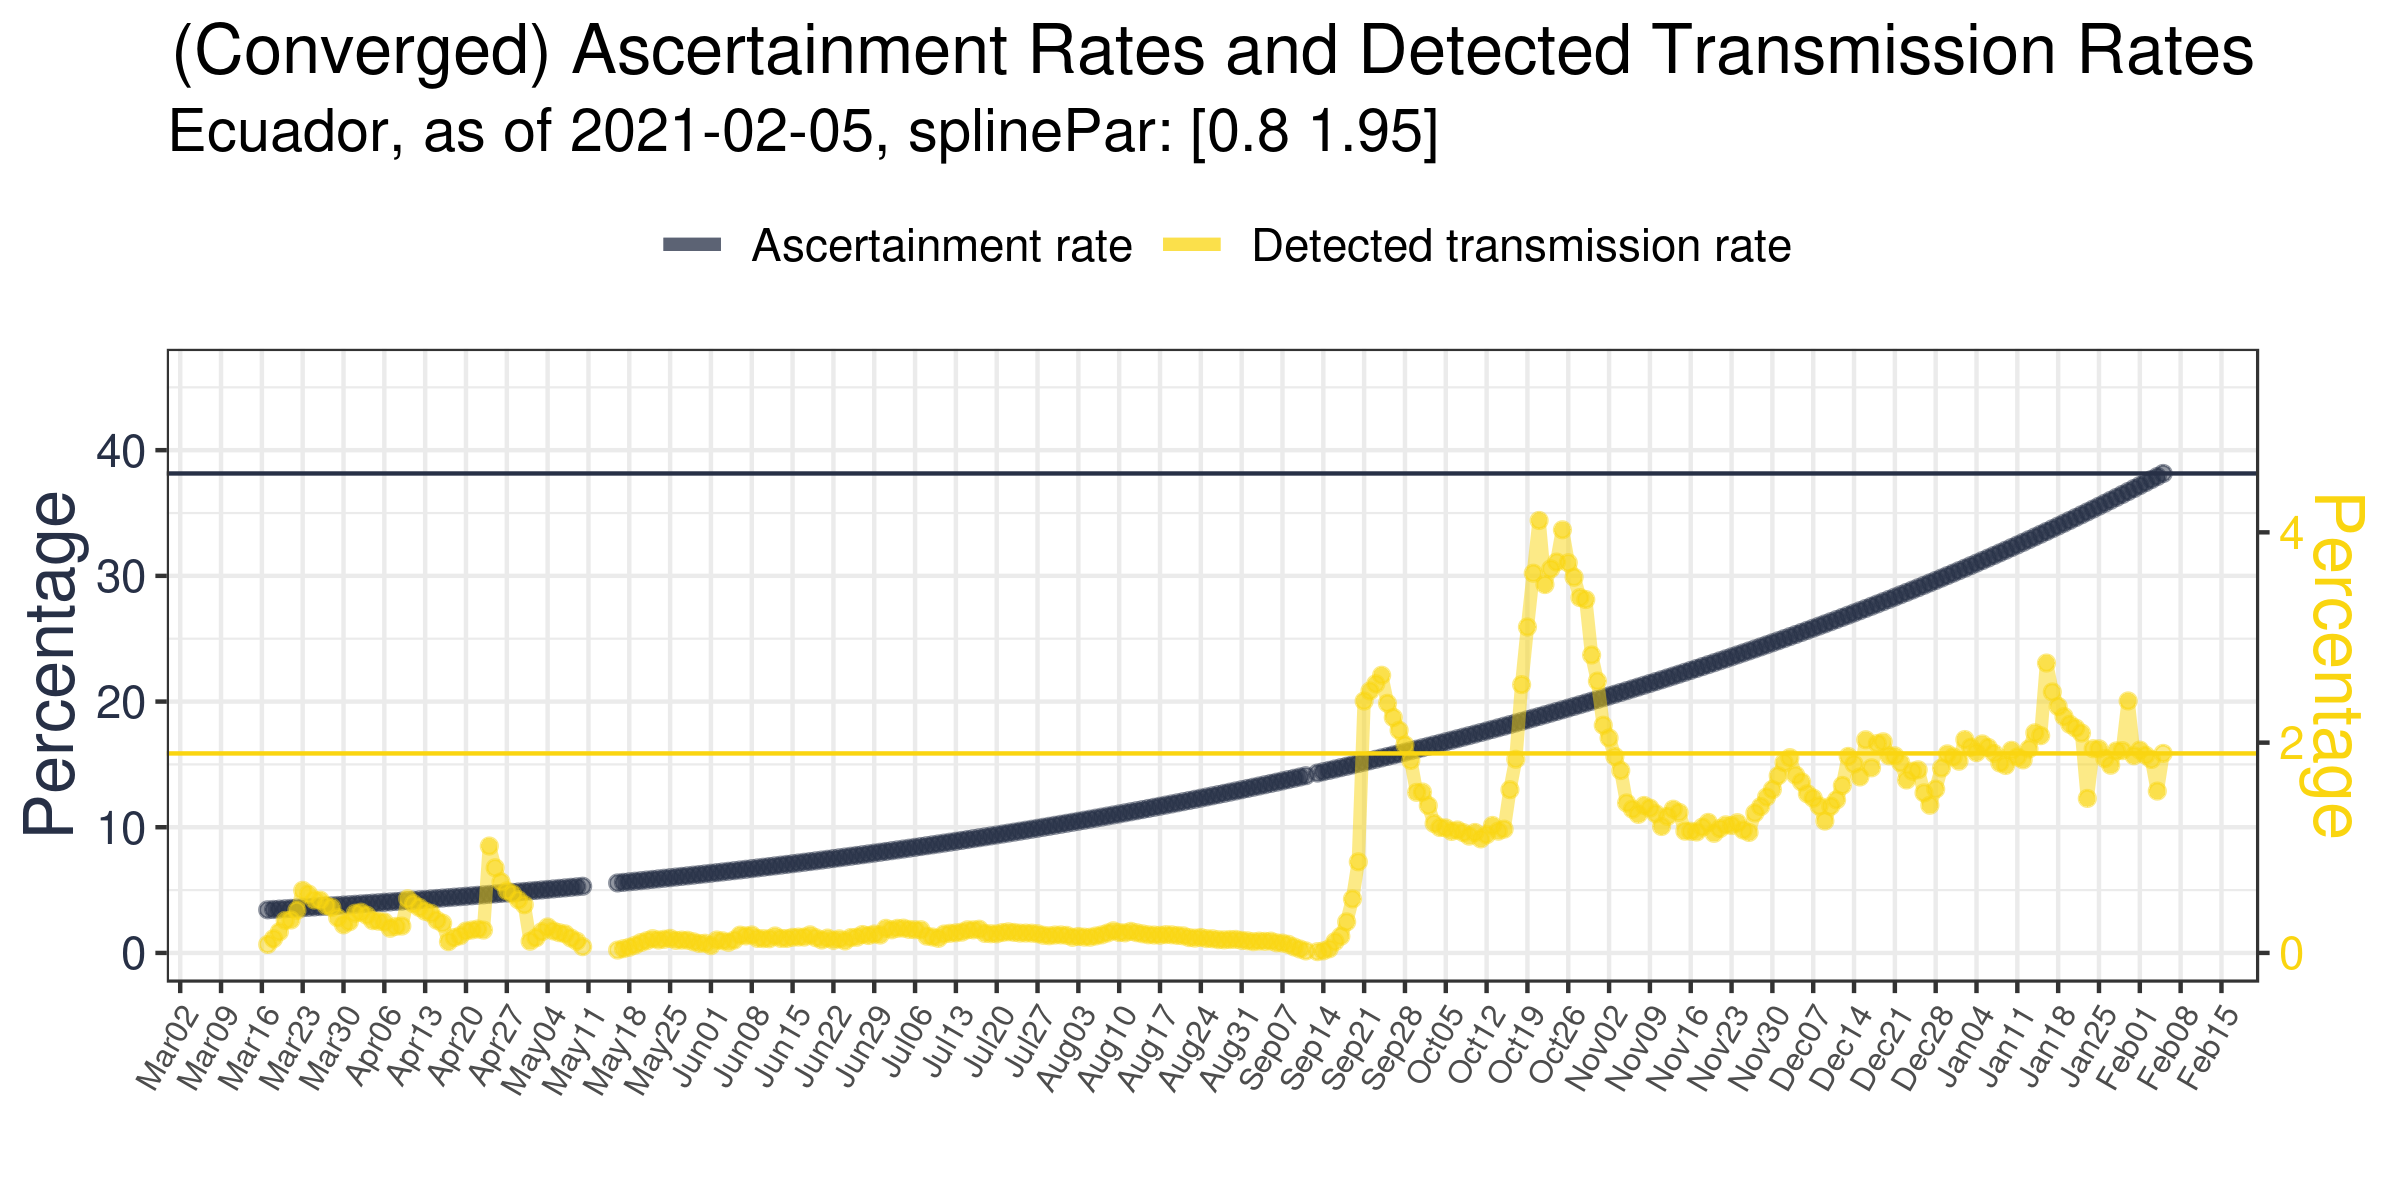 (Converged) Ascertainment Rates and Detected Transmission Rates
Ecuador, as of 2021-02-05, splinePar: [0.8 1.95]
Ascertainment rate Detected transmission rate
Percentage
40
30
20
10
0
4
2
0
Percentage
Mar02 Mar09 Mar16 Mar23 Mar30 Apr06 Apr13 Apr20 Apr27 May04 May11 May18 May25 Jun01 Jun08 Jun15 Jun22 Jun29 Jul06 Jul13 Jul20 Jul27 Aug03 Aug10 Aug17 Aug24 Aug31 Sep07 Sep14 Sep21 Sep28 Oct05 Oct12 Oct19 Oct26 Nov02 Nov09 Nov16 Nov23 Nov30 Dec07 Dec14 Dec21 Dec28 Jan04 Jan11 Jan18 Jan25 Feb01 Feb08 Feb15